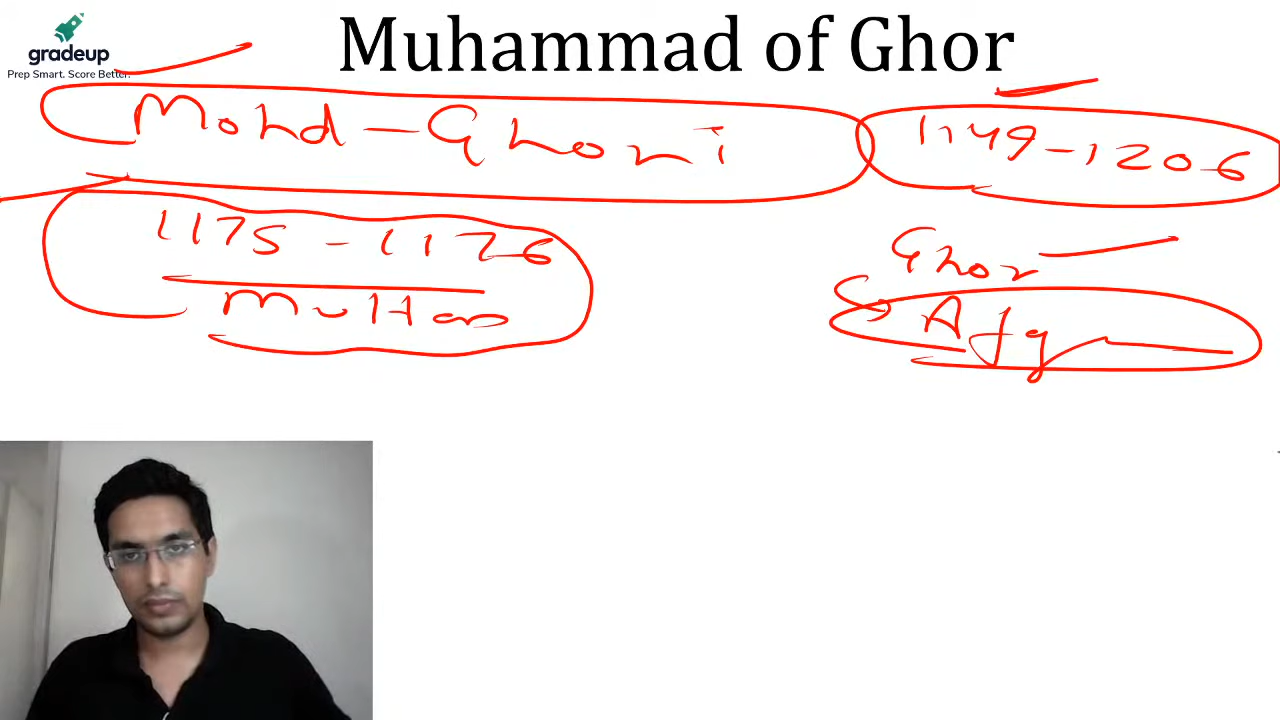 Muhammad of Ghor
gradeup
Prep Smart. Score Better.
Mohd-Ghori
1149-1206
1175-1176
Multan
Ghor
Afg